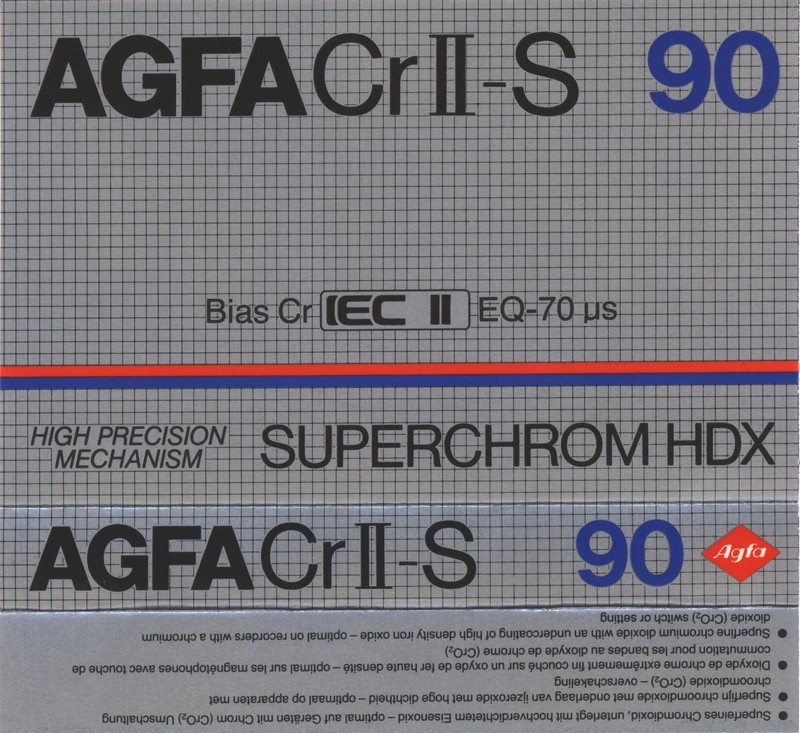 AGFA Cr II-S 90
Bias Cr IEC II EQ-70 µs
HIGH PRECISION
MECHANISM
SUPERCHROM HDX
AGFA Cr II-S 90 Agfa
● Superfeines Chromdioxid, unterlegt mit hochverdichtetem Eisenoxid – optimal auf Geräten mit Chrom (CrO₂) Umschaltung
● Superfijn chroomdioxide met onderlaag van ijzeroxide met hoge dichtheid – optimaal op apparaten met
chroomdioxide (CrO₂) – overschakeling
● Dioxyde de chrome extrêmement fin couché sur un oxyde de fer haute densité – optimal sur les magnétophones avec touche de
commutation pour les bandes au dioxyde de chrome (CrO₂)
● Superfine chromium dioxide with an undercoating of high density iron oxide – optimal on recorders with a chromium
dioxide (CrO₂) switch or setting